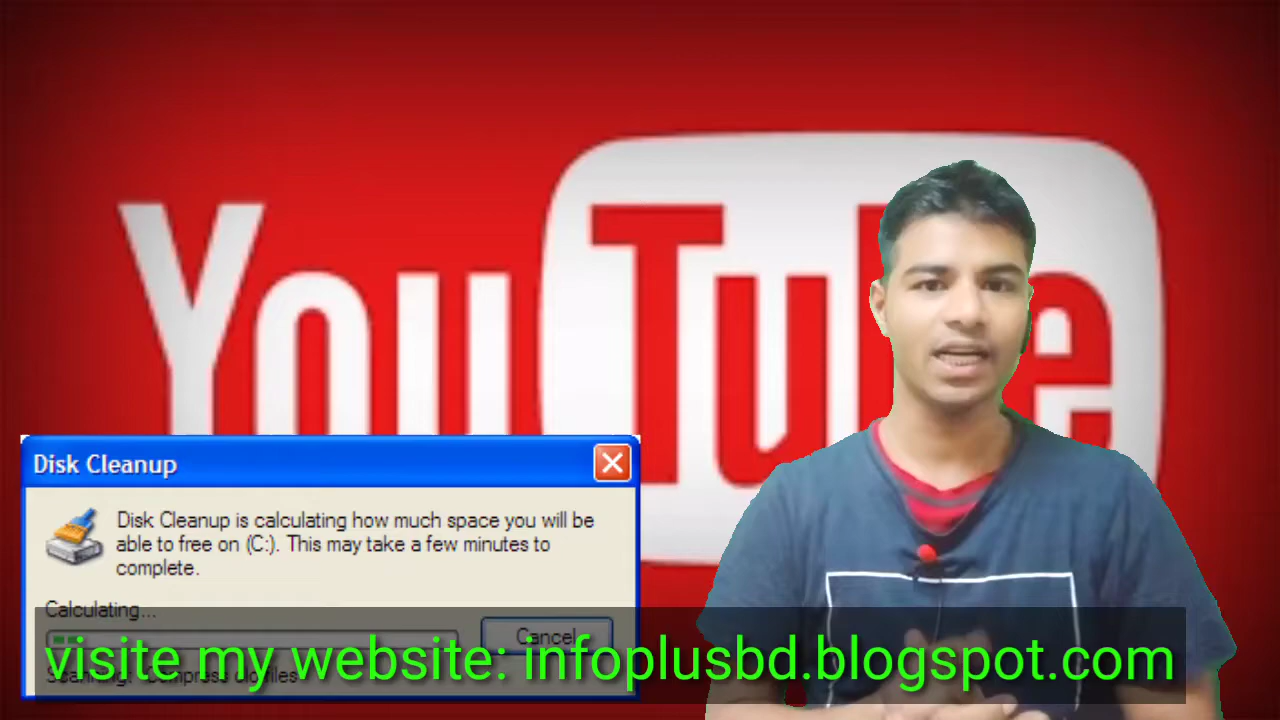 YouTube
Disk Cleanup
Disk Cleanup is calculating how much space you will be
able to free on (C:). This may take a few minutes to
complete.
Calculating...
Cancel
visite my website: infoplusbd.blogspot.com
Scanning: